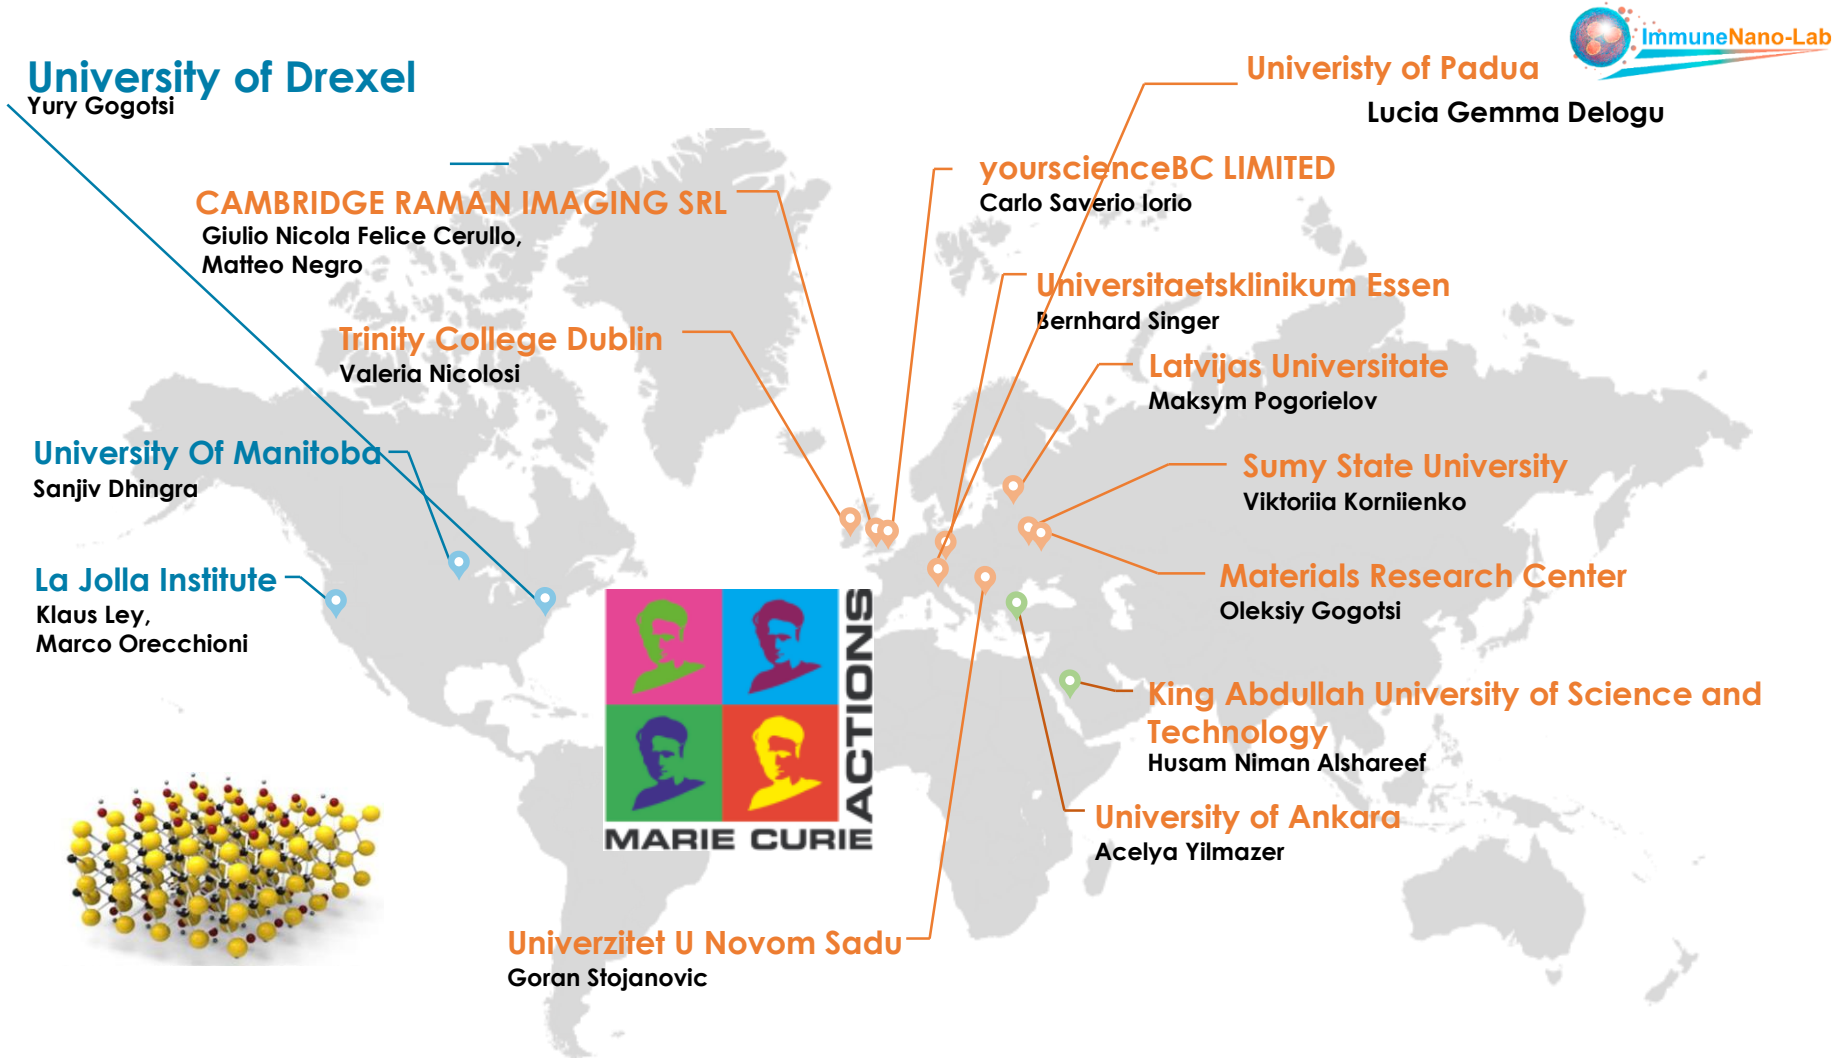 ImmuneNano-Lab
University of Drexel
Yury Gogotsi
Univeristy of Padua
Lucia Gemma Delogu
yourscienceBC LIMITED
Carlo Saverio Iorio
CAMBRIDGE RAMAN IMAGING SRL
Giulio Nicola Felice Cerullo,
Matteo Negro
Universitaetsklinikum Essen
Bernhard Singer
Trinity College Dublin
Valeria Nicolosi
Latvijas Universitate
Maksym Pogorielov
University Of Manitoba
Sanjiv Dhingra
Sumy State University
Viktoriia Korniienko
La Jolla Institute
Klaus Ley,
Marco Orecchioni
Materials Research Center
Oleksiy Gogotsi
King Abdullah University of Science and
Technology
Husam Niman Alshareef
University of Ankara
Acelya Yilmazer
MARIE CURIE
ACTIONS
Univerzitet U Novom Sadu
Goran Stojanovic